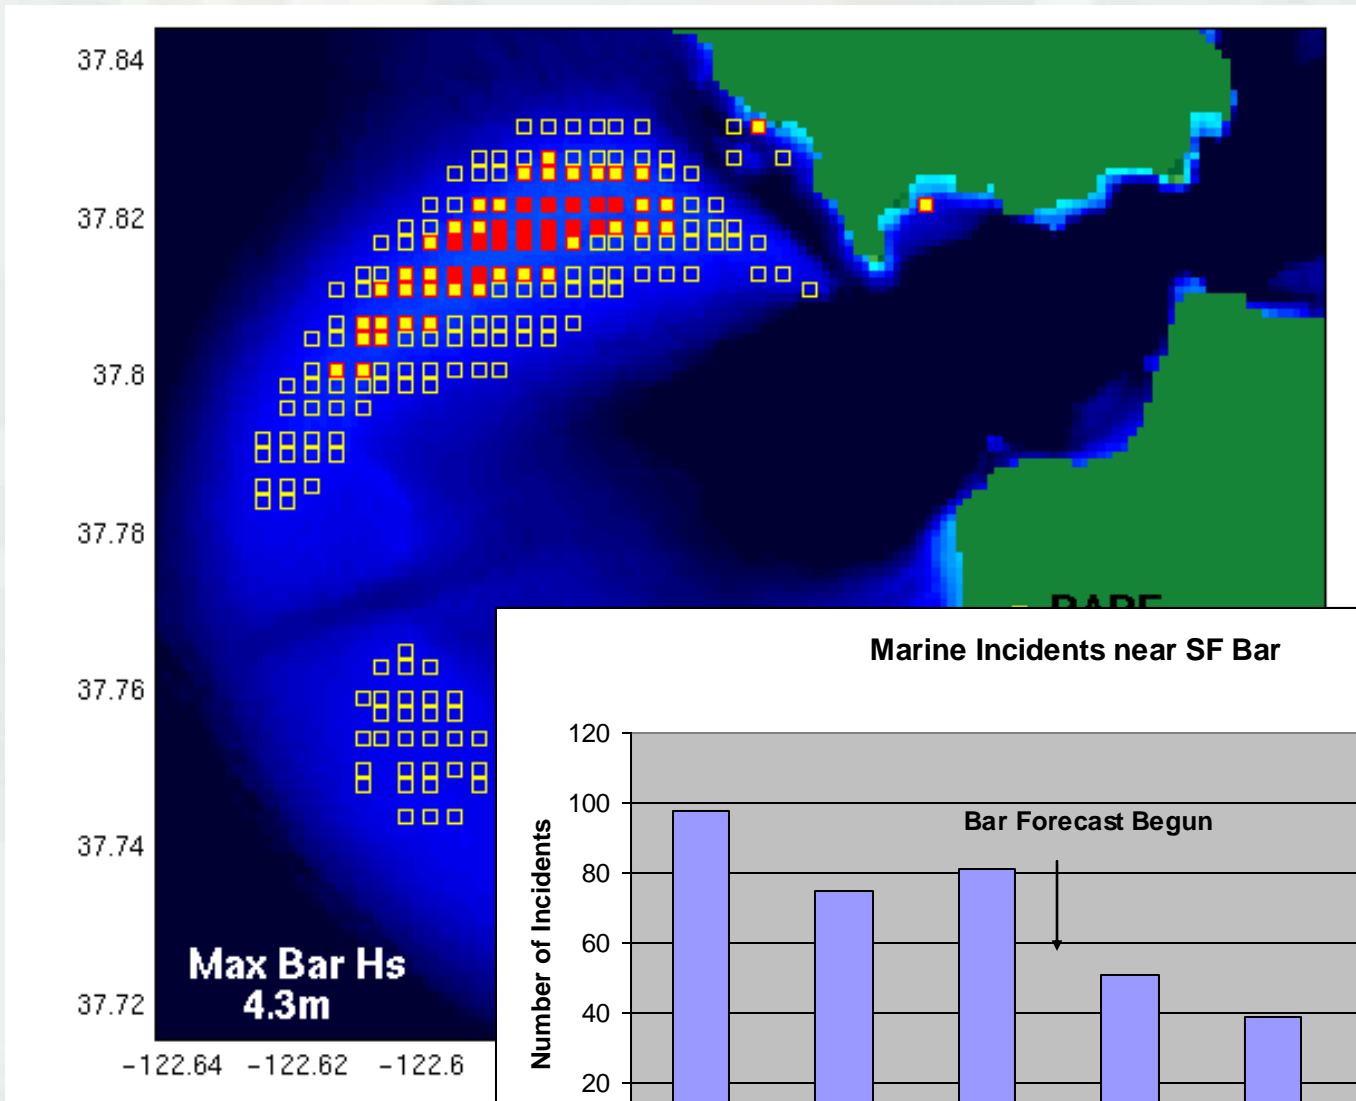 37.84
37.82
37.8
37.78
37.76
37.74
37.72
Max Bar Hs
4.3m
-122.64 -122.62 -122.6
Marine Incidents near SF Bar
Number of Incidents
120
100
80
60
40
20
Bar Forecast Begun